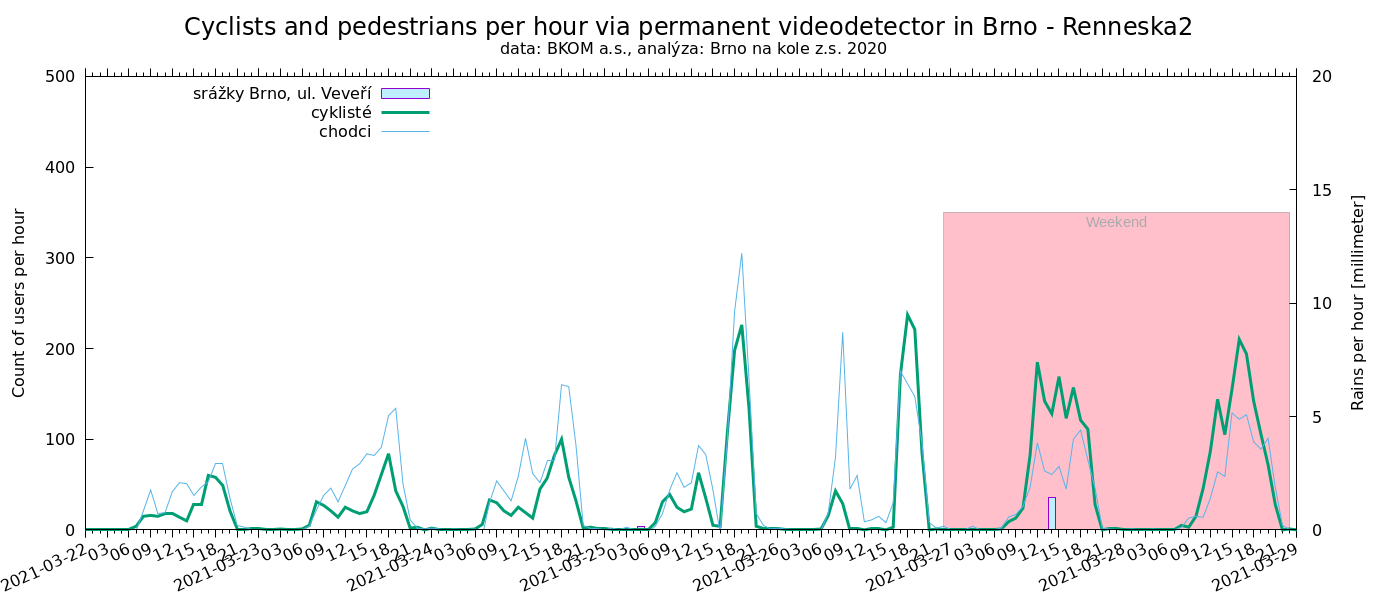 Cyclists and pedestrians per hour via permanent videodetector in Brno - Renneska2
data: BKOM a.s., analýza: Brno na kole z.s. 2020
srážky Brno, ul. Veveří
cyklisté
chodci
Weekend
Count of users per hour
0
100
200
300
400
500
Rains per hour [millimeter]
0
5
10
15
20
2021-03-22 03 06 09 12 15 18 21 2021-03-23 03 06 09 12 15 18 21 2021-03-24 03 06 09 12 15 18 21 2021-03-25 03 06 09 12 15 18 21 2021-03-26 03 06 09 12 15 18 21 2021-03-27 03 06 09 12 15 18 21 2021-03-28 03 06 09 12 15 18 21 2021-03-29